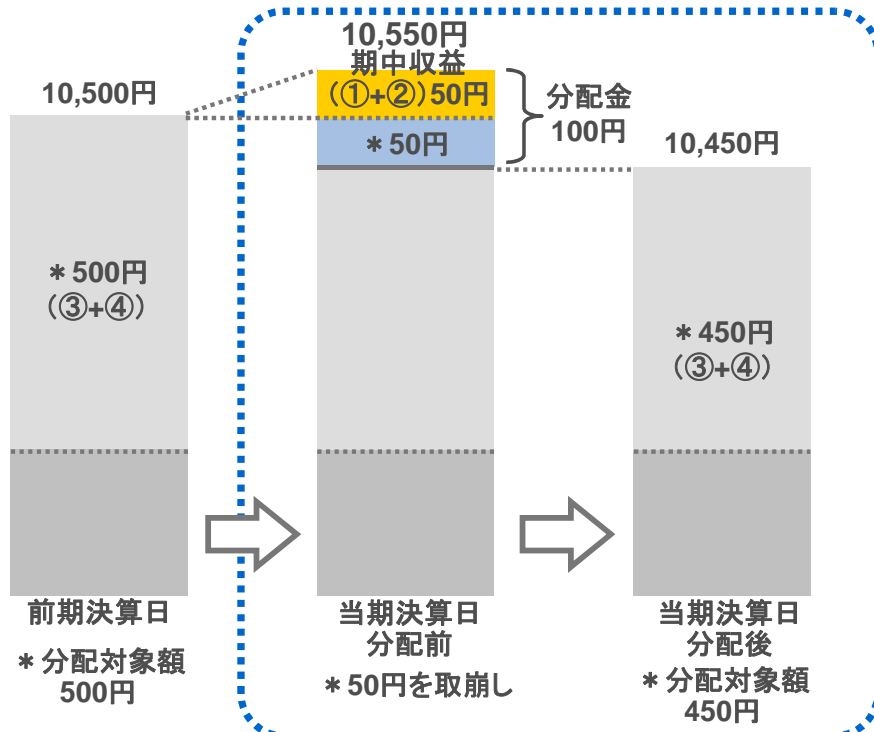 10,500円
＊500円
（③+④）
前期決算日
＊分配対象額
500円
10,550円
期中収益
（①+②）50円
＊50円
分配金
100円
当期決算日
分配前
＊50円を取崩し
10,450円
＊450円
（③+④）
当期決算日
分配後
＊分配対象額
450円